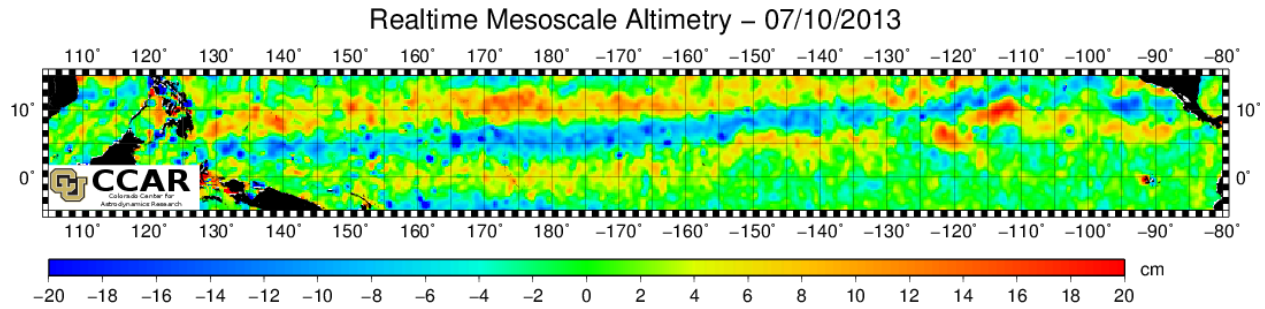 Realtime Mesoscale Altimetry − 07/10/2013
110˚ 120˚ 130˚ 140˚ 150˚ 160˚ 170˚ 180˚ −170˚ −160˚ −150˚ −140˚ −130˚ −120˚ −110˚ −100˚ −90˚ −80˚
10˚ 10˚
0˚ 0˚
CU CCAR
Colorado Center for
Astrodynamics Research
110˚ 120˚ 130˚ 140˚ 150˚ 160˚ 170˚ 180˚ −170˚ −160˚ −150˚ −140˚ −130˚ −120˚ −110˚ −100˚ −90˚ −80˚
cm
−20 −18 −16 −14 −12 −10 −8 −6 −4 −2 0 2 4 6 8 10 12 14 16 18 20